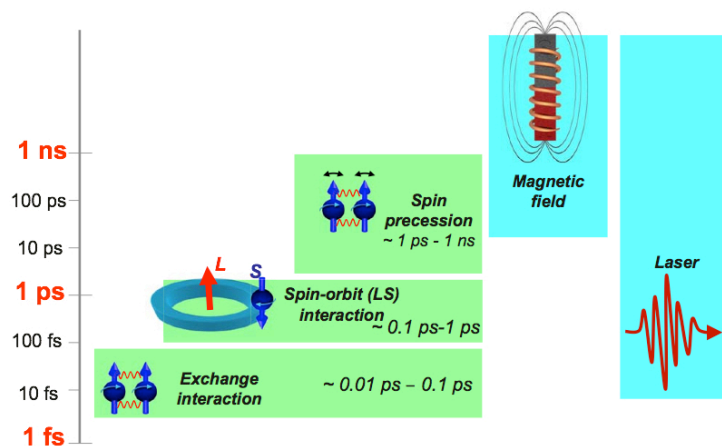 1 ns
100 ps
10 ps
1 ps
100 fs
10 fs
1 fs
Magnetic
field
Laser
Spin
precession
~ 1 ps - 1 ns
L
S
Spin-orbit (LS)
interaction
~ 0.1 ps-1 ps
Exchange
interaction
~ 0.01 ps – 0.1 ps